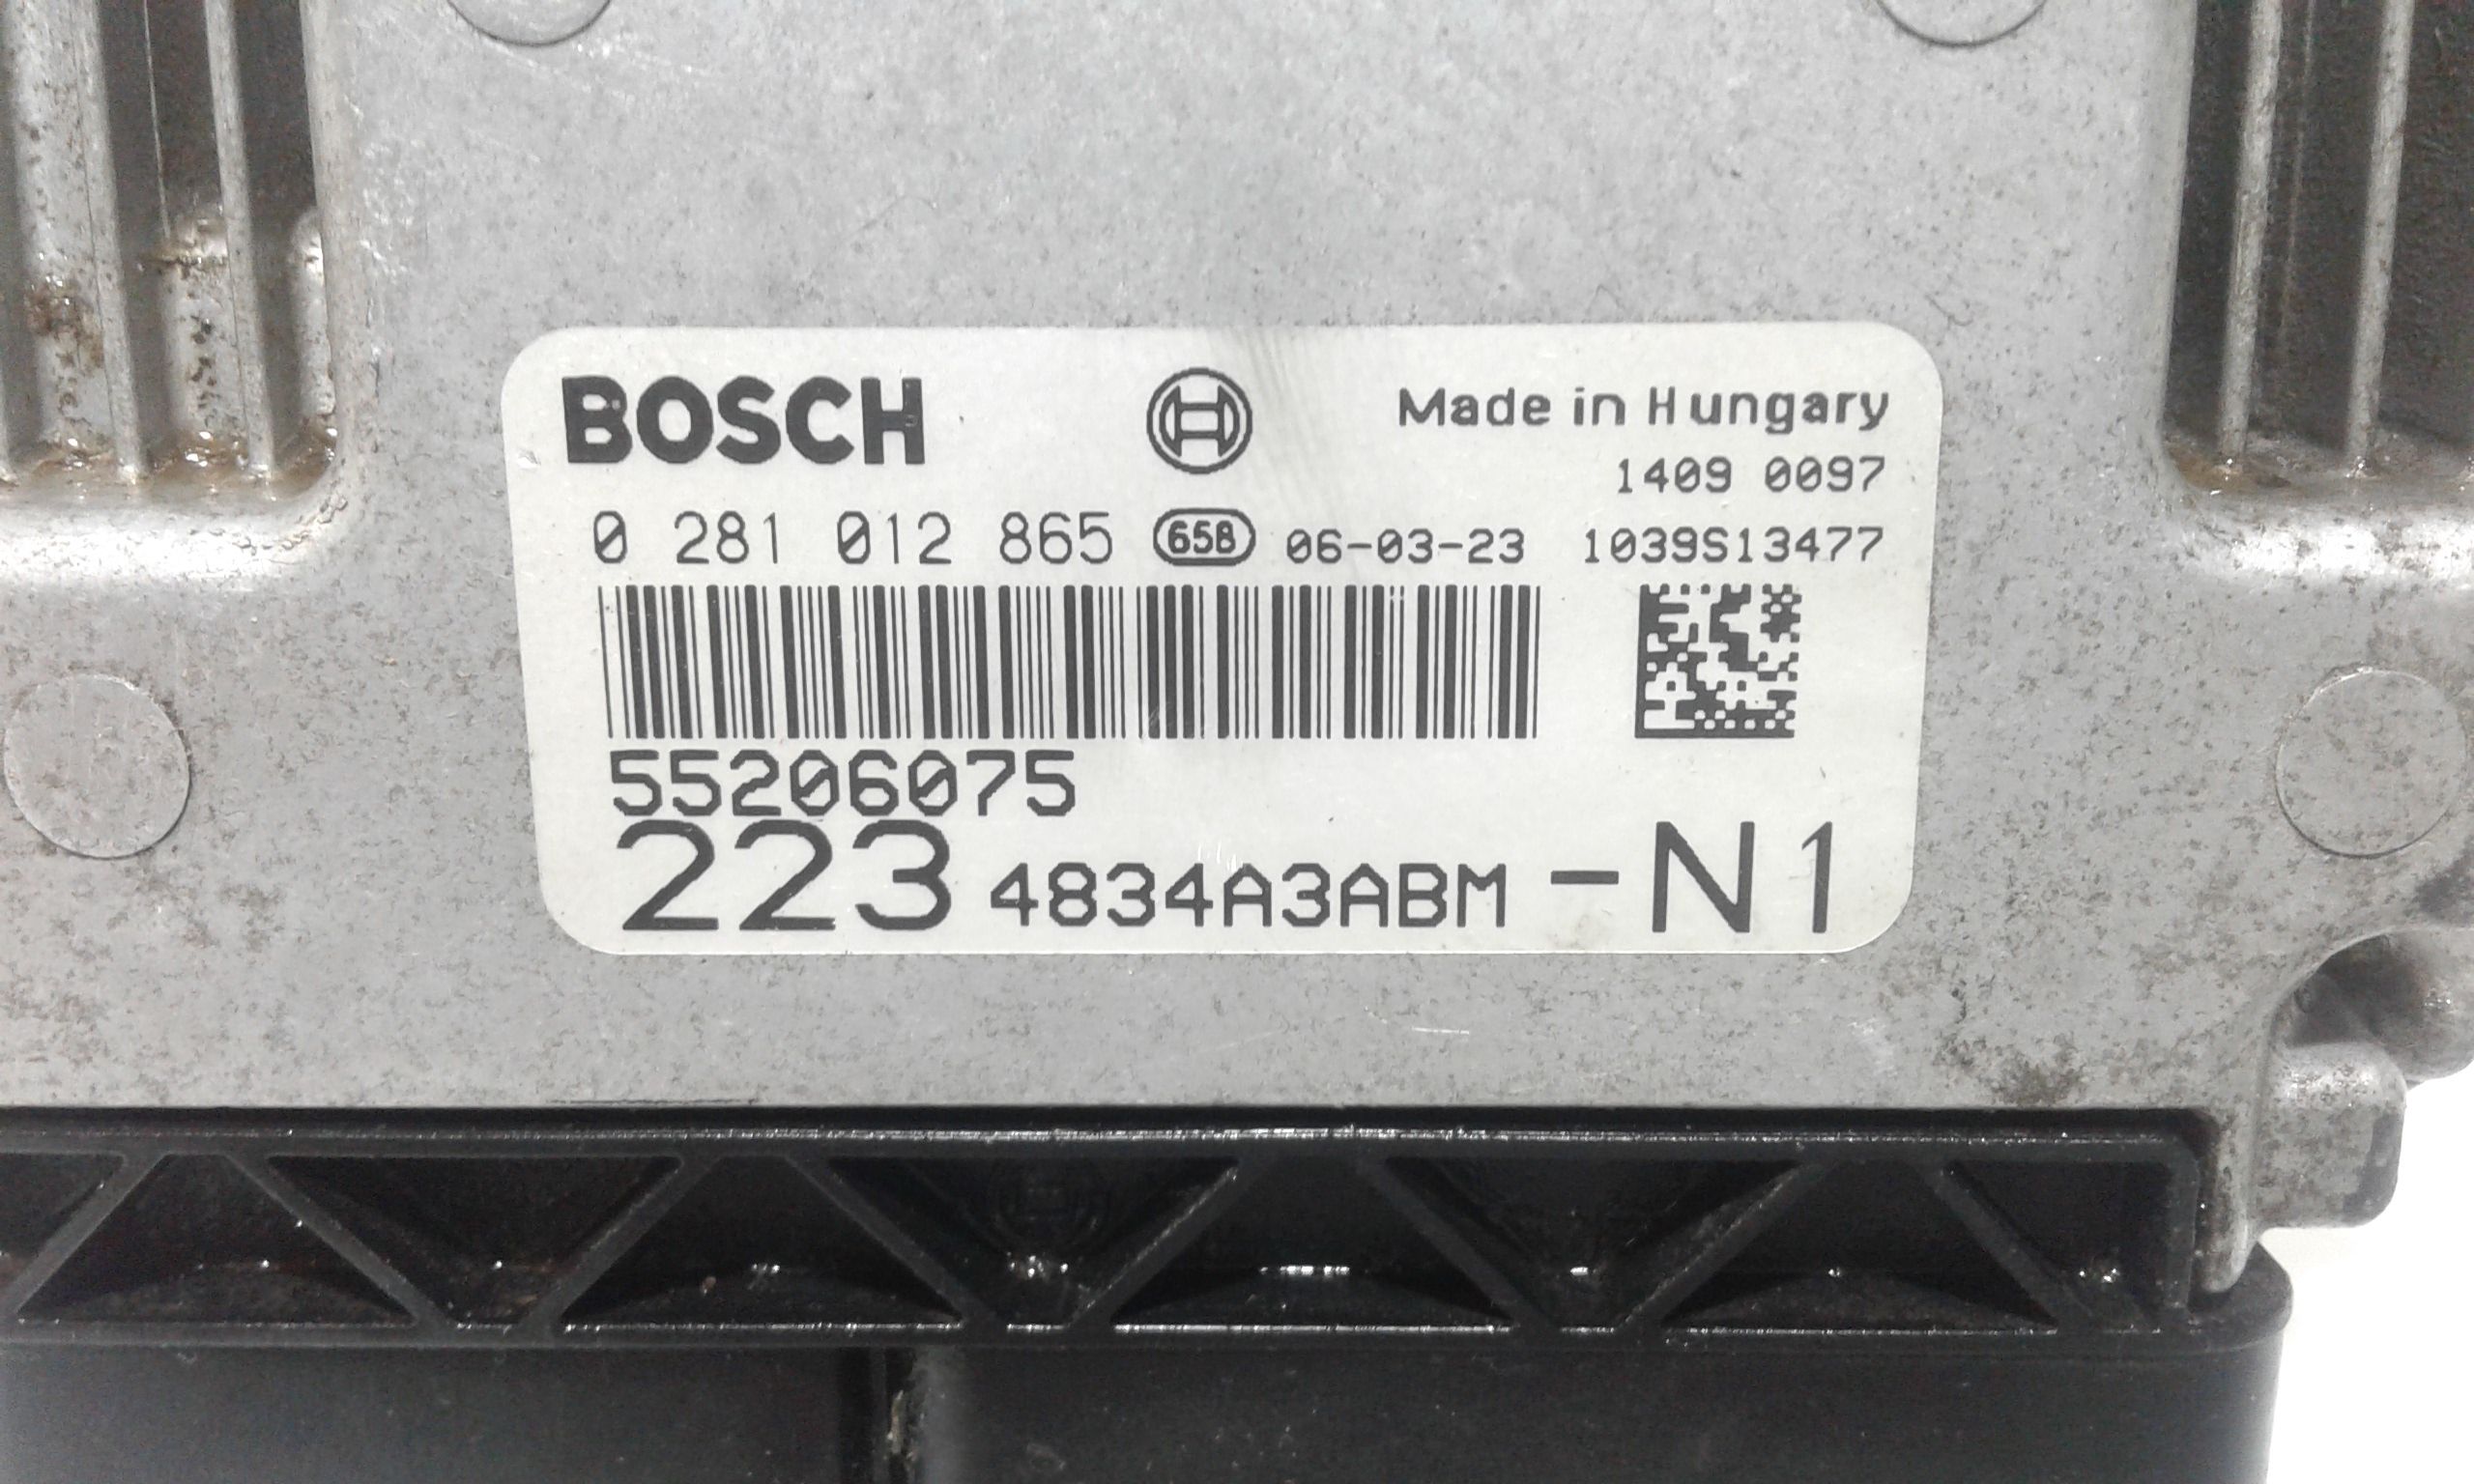 BOSCH Made in Hungary
1409 0097
0 281 012 865 658 06-03-23 1039S13477
55206075
223 4834A3ABM -N1